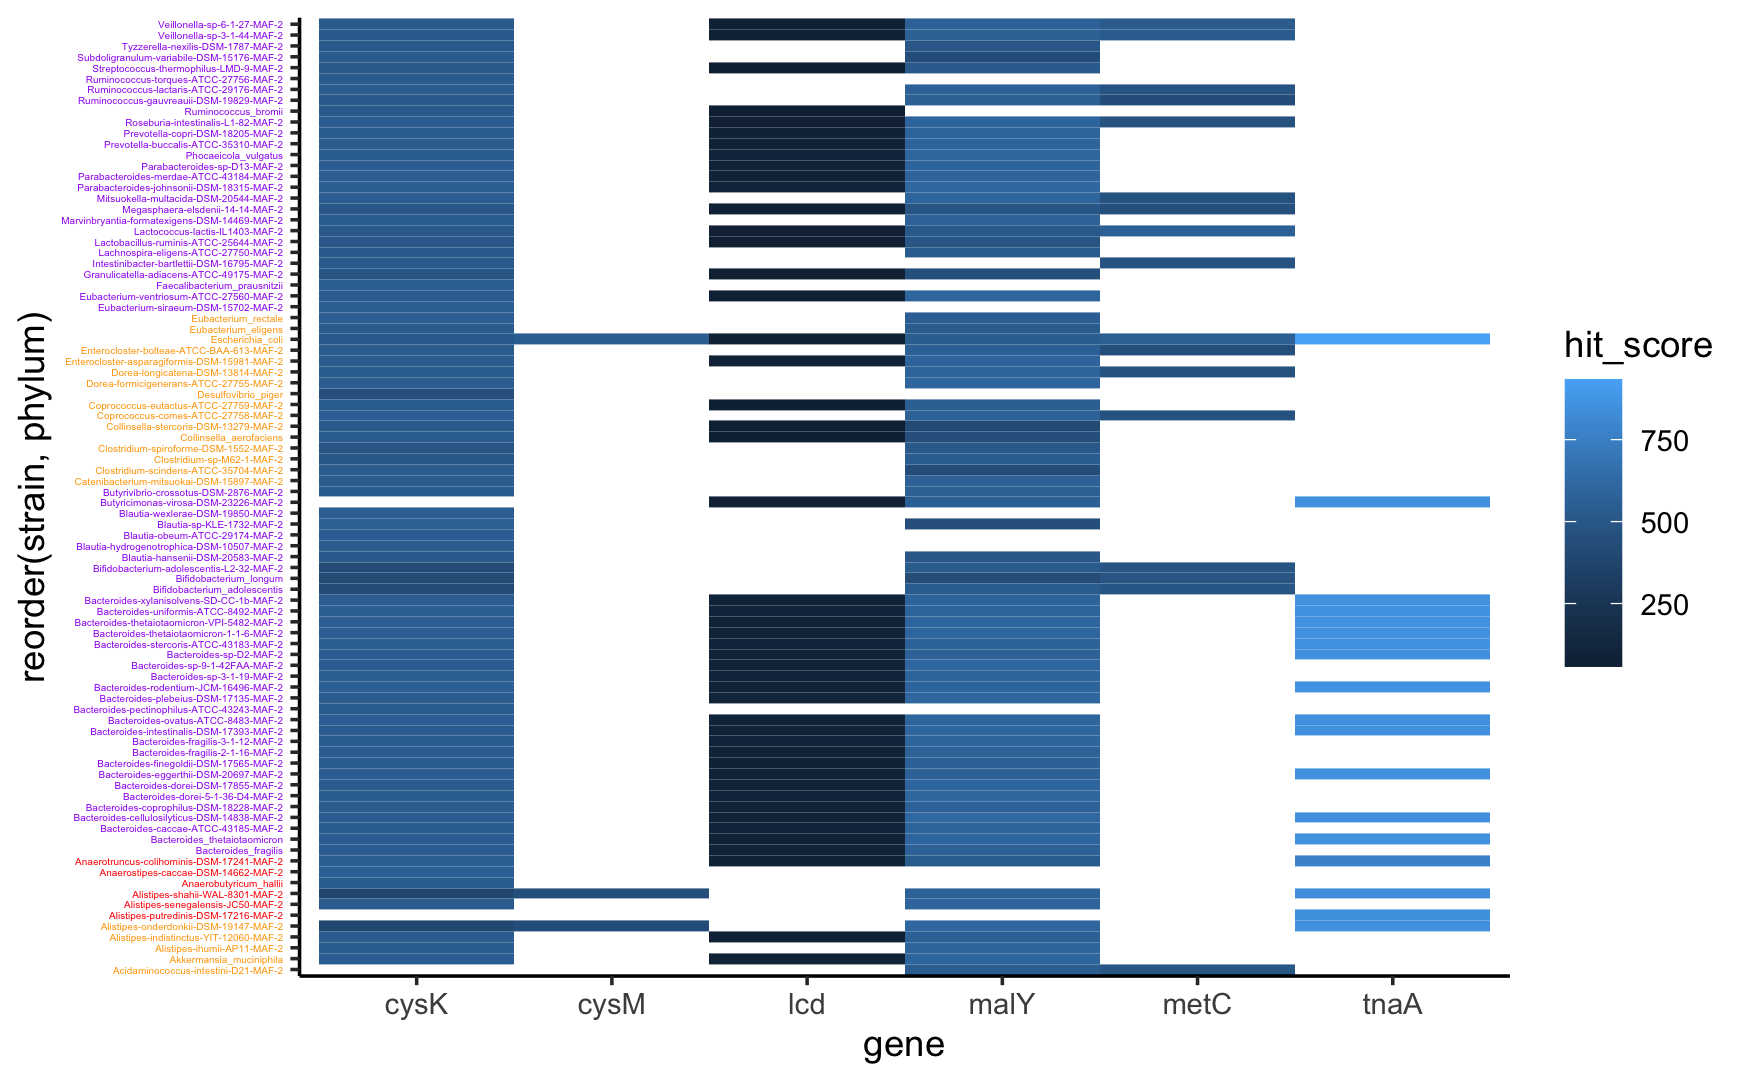 Veillonella-sp-6-1-27-MAF-2
Veillonella-sp-3-1-44-MAF-2
Tyzzerella-nexilis-DSM-1787-MAF-2
Subdoligranulum-variabile-DSM-15176-MAF-2
Streptococcus-thermophilus-LMD-9-MAF-2
Ruminococcus-torques-ATCC-27756-MAF-2
Ruminococcus-lactaris-ATCC-29176-MAF-2
Ruminococcus-gauvreauii-DSM-19829-MAF-2
Ruminococcus_bromii
Roseburia-intestinalis-L1-82-MAF-2
Prevotella-copri-DSM-18205-MAF-2
Prevotella-buccalis-ATCC-35310-MAF-2
Phocaeicola_vulgatus
Parabacteroides-sp-D13-MAF-2
Parabacteroides-merdae-ATCC-43184-MAF-2
Parabacteroides-johnsonii-DSM-18315-MAF-2
Mitsuokella-multacida-DSM-20544-MAF-2
Megasphaera-elsdenii-14-14-MAF-2
Marvinbryantia-formatexigens-DSM-14469-MAF-2
Lactococcus-lactis-IL1403-MAF-2
Lactobacillus-ruminis-ATCC-25644-MAF-2
Lachnospira-eligens-ATCC-27750-MAF-2
Intestinibacter-bartlettii-DSM-16795-MAF-2
Granulicatella-adiacens-ATCC-49175-MAF-2
Faecalibacterium_prausnitzii
Eubacterium-ventriosum-ATCC-27560-MAF-2
Eubacterium-siraeum-DSM-15702-MAF-2
Eubacterium_rectale
Eubacterium_eligens
Escherichia_coli
Enterocloster-bolteae-ATCC-BAA-613-MAF-2
Enterocloster-asparagiformis-DSM-15981-MAF-2
Dorea-longicatena-DSM-13814-MAF-2
Dorea-formicigenerans-ATCC-27755-MAF-2
Desulfovibrio_piger
Coprococcus-eutactus-ATCC-27759-MAF-2
Coprococcus-comes-ATCC-27758-MAF-2
Collinsella-stercoris-DSM-13279-MAF-2
Collinsella_aerofaciens
Clostridium-spiroforme-DSM-1552-MAF-2
Clostridium-sp-M62-1-MAF-2
Clostridium-scindens-ATCC-35704-MAF-2
Catenibacterium-mitsuokai-DSM-15897-MAF-2
Butyrivibrio-crossotus-DSM-2876-MAF-2
Butyricimonas-virosa-DSM-23226-MAF-2
Blautia-wexlerae-DSM-19850-MAF-2
Blautia-sp-KLE-1732-MAF-2
Blautia-obeum-ATCC-29174-MAF-2
Blautia-hydrogenotrophica-DSM-10507-MAF-2
Blautia-hansenii-DSM-20583-MAF-2
Bifidobacterium-adolescentis-L2-32-MAF-2
Bifidobacterium_longum
Bifidobacterium_adolescentis
Bacteroides-xylanisolvens-SD-CC-1b-MAF-2
Bacteroides-uniformis-ATCC-8492-MAF-2
Bacteroides-thetaiotaomicron-VPI-5482-MAF-2
Bacteroides-thetaiotaomicron-1-1-6-MAF-2
Bacteroides-stercoris-ATCC-43183-MAF-2
Bacteroides-sp-D2-MAF-2
Bacteroides-sp-9-1-42FAA-MAF-2
Bacteroides-sp-3-1-19-MAF-2
Bacteroides-rodentium-JCM-16496-MAF-2
Bacteroides-plebeius-DSM-17135-MAF-2
Bacteroides-pectinophilus-ATCC-43243-MAF-2
Bacteroides-ovatus-ATCC-8483-MAF-2
Bacteroides-intestinalis-DSM-17393-MAF-2
Bacteroides-fragilis-3-1-12-MAF-2
Bacteroides-fragilis-2-1-16-MAF-2
Bacteroides-finegoldii-DSM-17565-MAF-2
Bacteroides-eggerthii-DSM-20697-MAF-2
Bacteroides-dorei-DSM-17855-MAF-2
Bacteroides-dorei-5-1-36-D4-MAF-2
Bacteroides-coprophilus-DSM-18228-MAF-2
Bacteroides-cellulosilyticus-DSM-14838-MAF-2
Bacteroides-caccae-ATCC-43185-MAF-2
Bacteroides_thetaiotaomicron
Bacteroides_fragilis
Anaerotruncus-colihominis-DSM-17241-MAF-2
Anaerostipes-caccae-DSM-14662-MAF-2
Anaerobutyricum_hallii
Alistipes-shahii-WAL-8301-MAF-2
Alistipes-senegalensis-JC50-MAF-2
Alistipes-putredinis-DSM-17216-MAF-2
Alistipes-onderdonkii-DSM-19147-MAF-2
Alistipes-indistinctus-YIT-12060-MAF-2
Alistipes-ihumii-AP11-MAF-2
Akkermansia_muciniphila
Acidaminococcus-intestini-D21-MAF-2
reorder(strain, phylum)
cysK cysM lcd malY metC tnaA
gene
hit_score
750
500
250